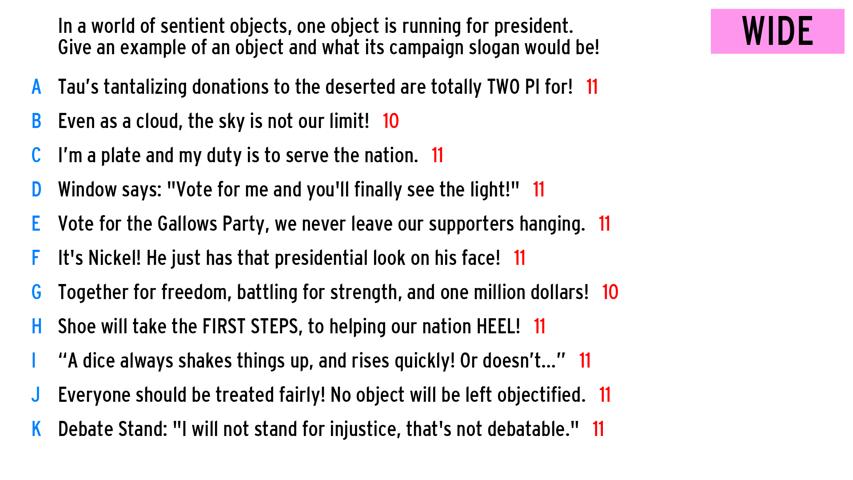 In a world of sentient objects, one object is running for president.
Give an example of an object and what its campaign slogan would be!
WIDE
A Tau's tantalizing donations to the deserted are totally TWO PI for! 11
B Even as a cloud, the sky is not our limit! 10
C I'm a plate and my duty is to serve the nation. 11
D Window says: "Vote for me and you'll finally see the light!" 11
E Vote for the Gallows Party, we never leave our supporters hanging. 11
F It's Nickel! He just has that presidential look on his face! 11
G Together for freedom, battling for strength, and one million dollars! 10
H Shoe will take the FIRST STEPS, to helping our nation HEEL! 11
I “A dice always shakes things up, and rises quickly! Or doesn't...” 11
J Everyone should be treated fairly! No object will be left objectified. 11
K Debate Stand: "I will not stand for injustice, that's not debatable." 11